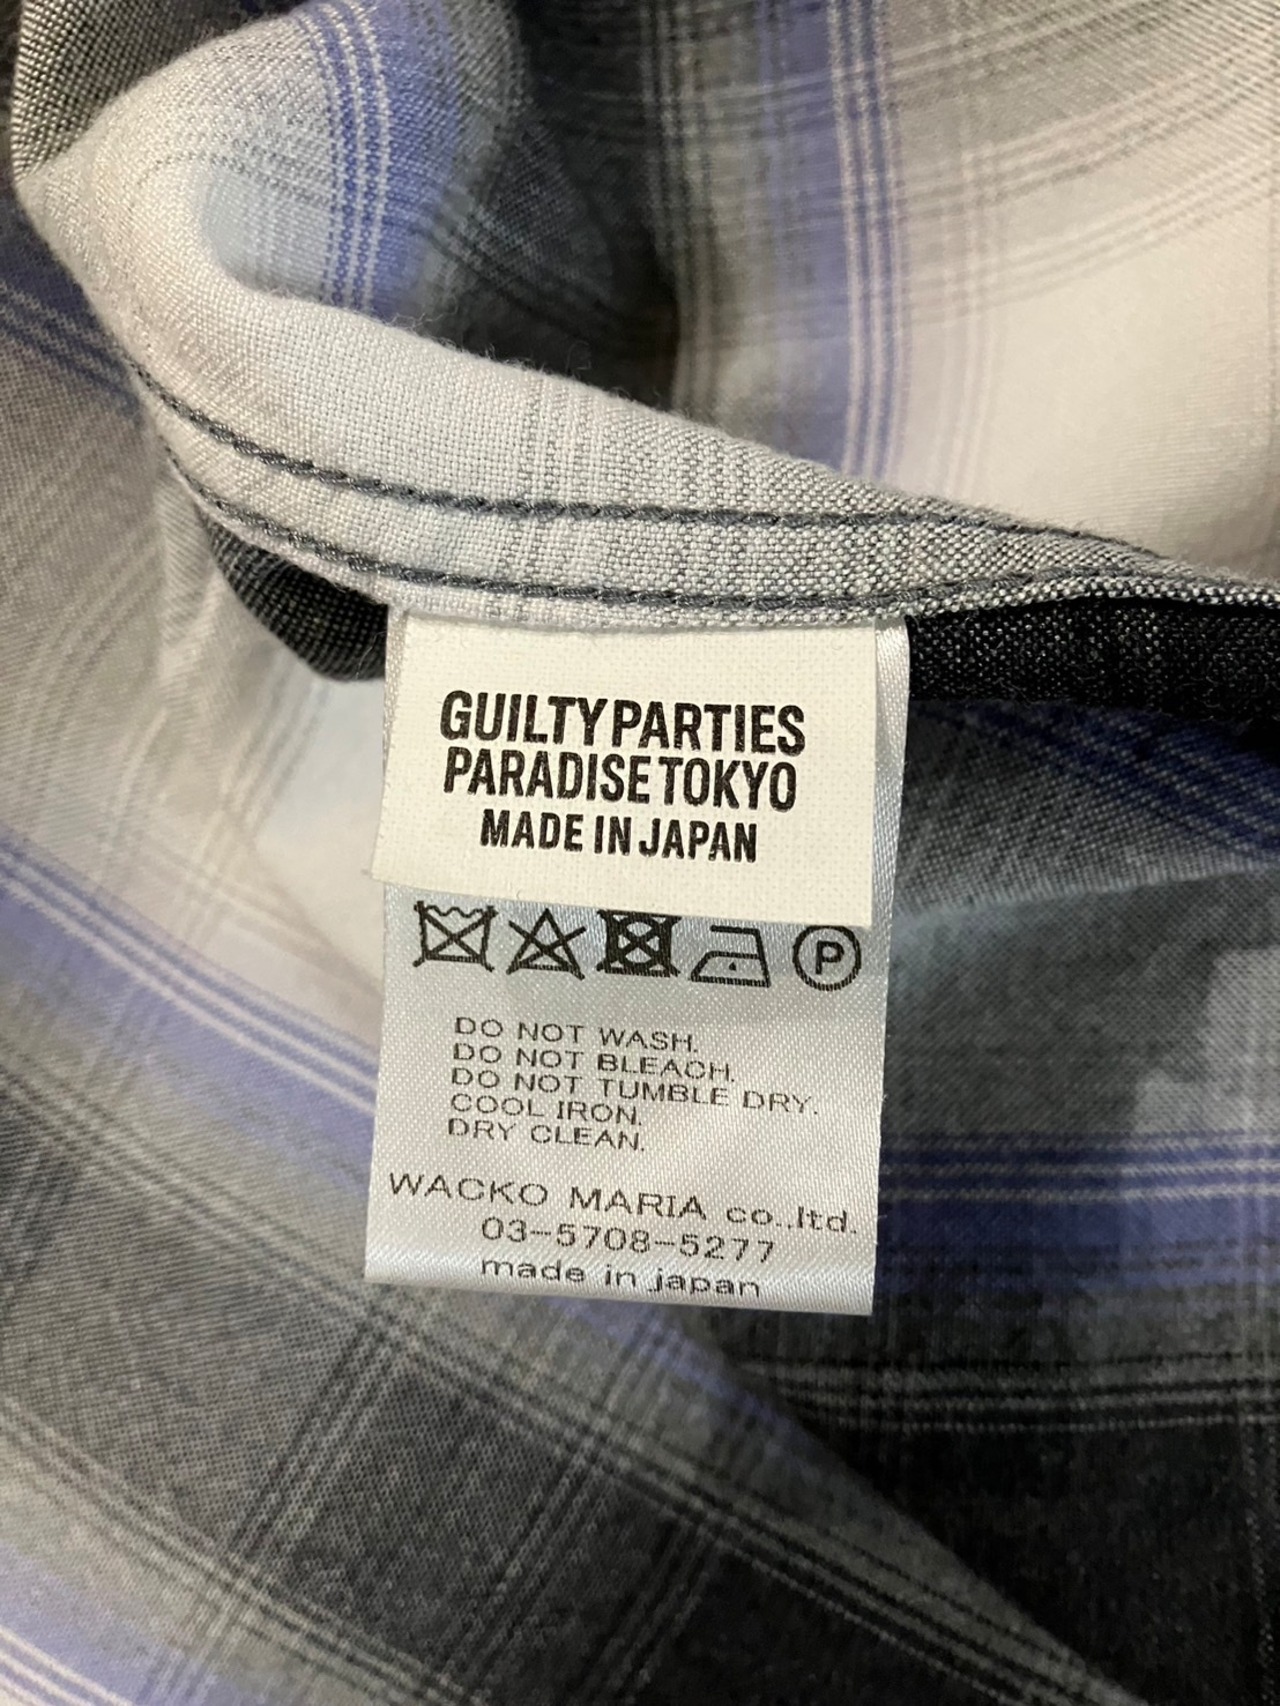 GUILTY PARTIES
PARADISE TOKYO
MADE IN JAPAN
P
DO NOT WASH.
DO NOT BLEACH.
DO NOT TUMBLE DRY.
COOL IRON.
DRY CLEAN.
WACKO MARIA co.,ltd.
03-5708-5277
made in japan